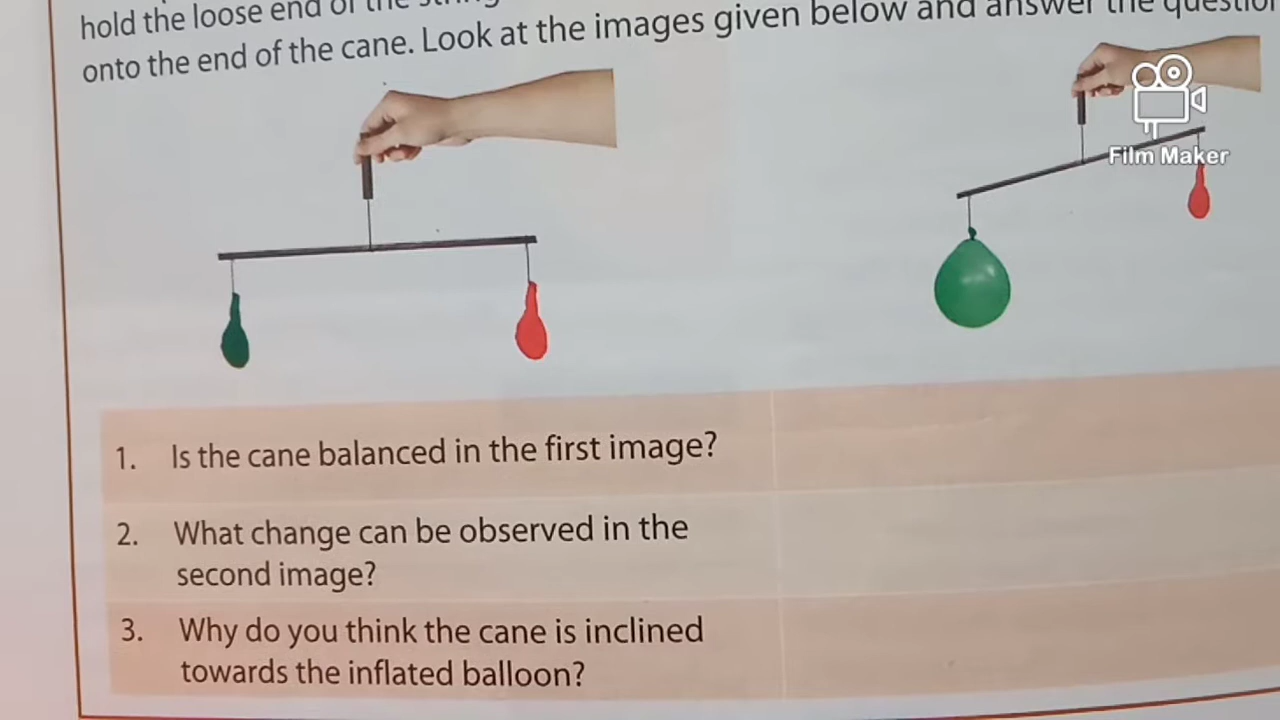 hold the loose end of the string
onto the end of the cane. Look at the images given below and answer the question
Film Maker
1. Is the cane balanced in the first image?
2. What change can be observed in the
second image?
3. Why do you think the cane is inclined
towards the inflated balloon?